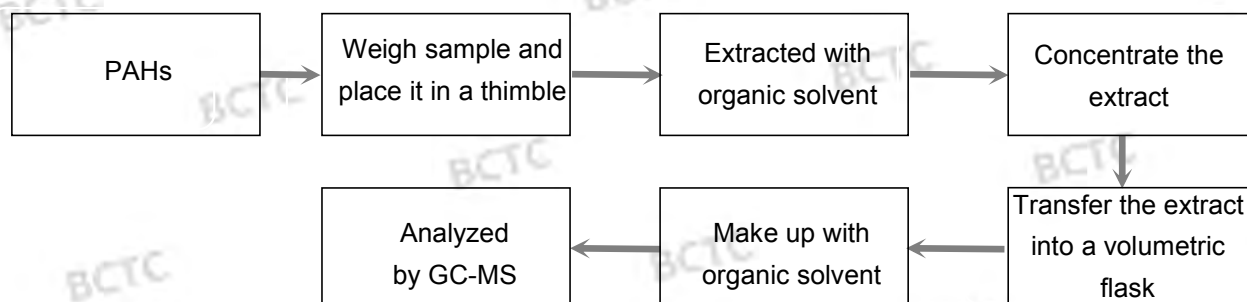 PAHs
Weigh sample and
place it in a thimble
Extracted with
organic solvent
Concentrate the
extract
Transfer the extract
into a volumetric
flask
Make up with
organic solvent
Analyzed
by GC-MS
BCTC
BCTC
BCTC
BCTC
BCTC
BCTC
BCTC